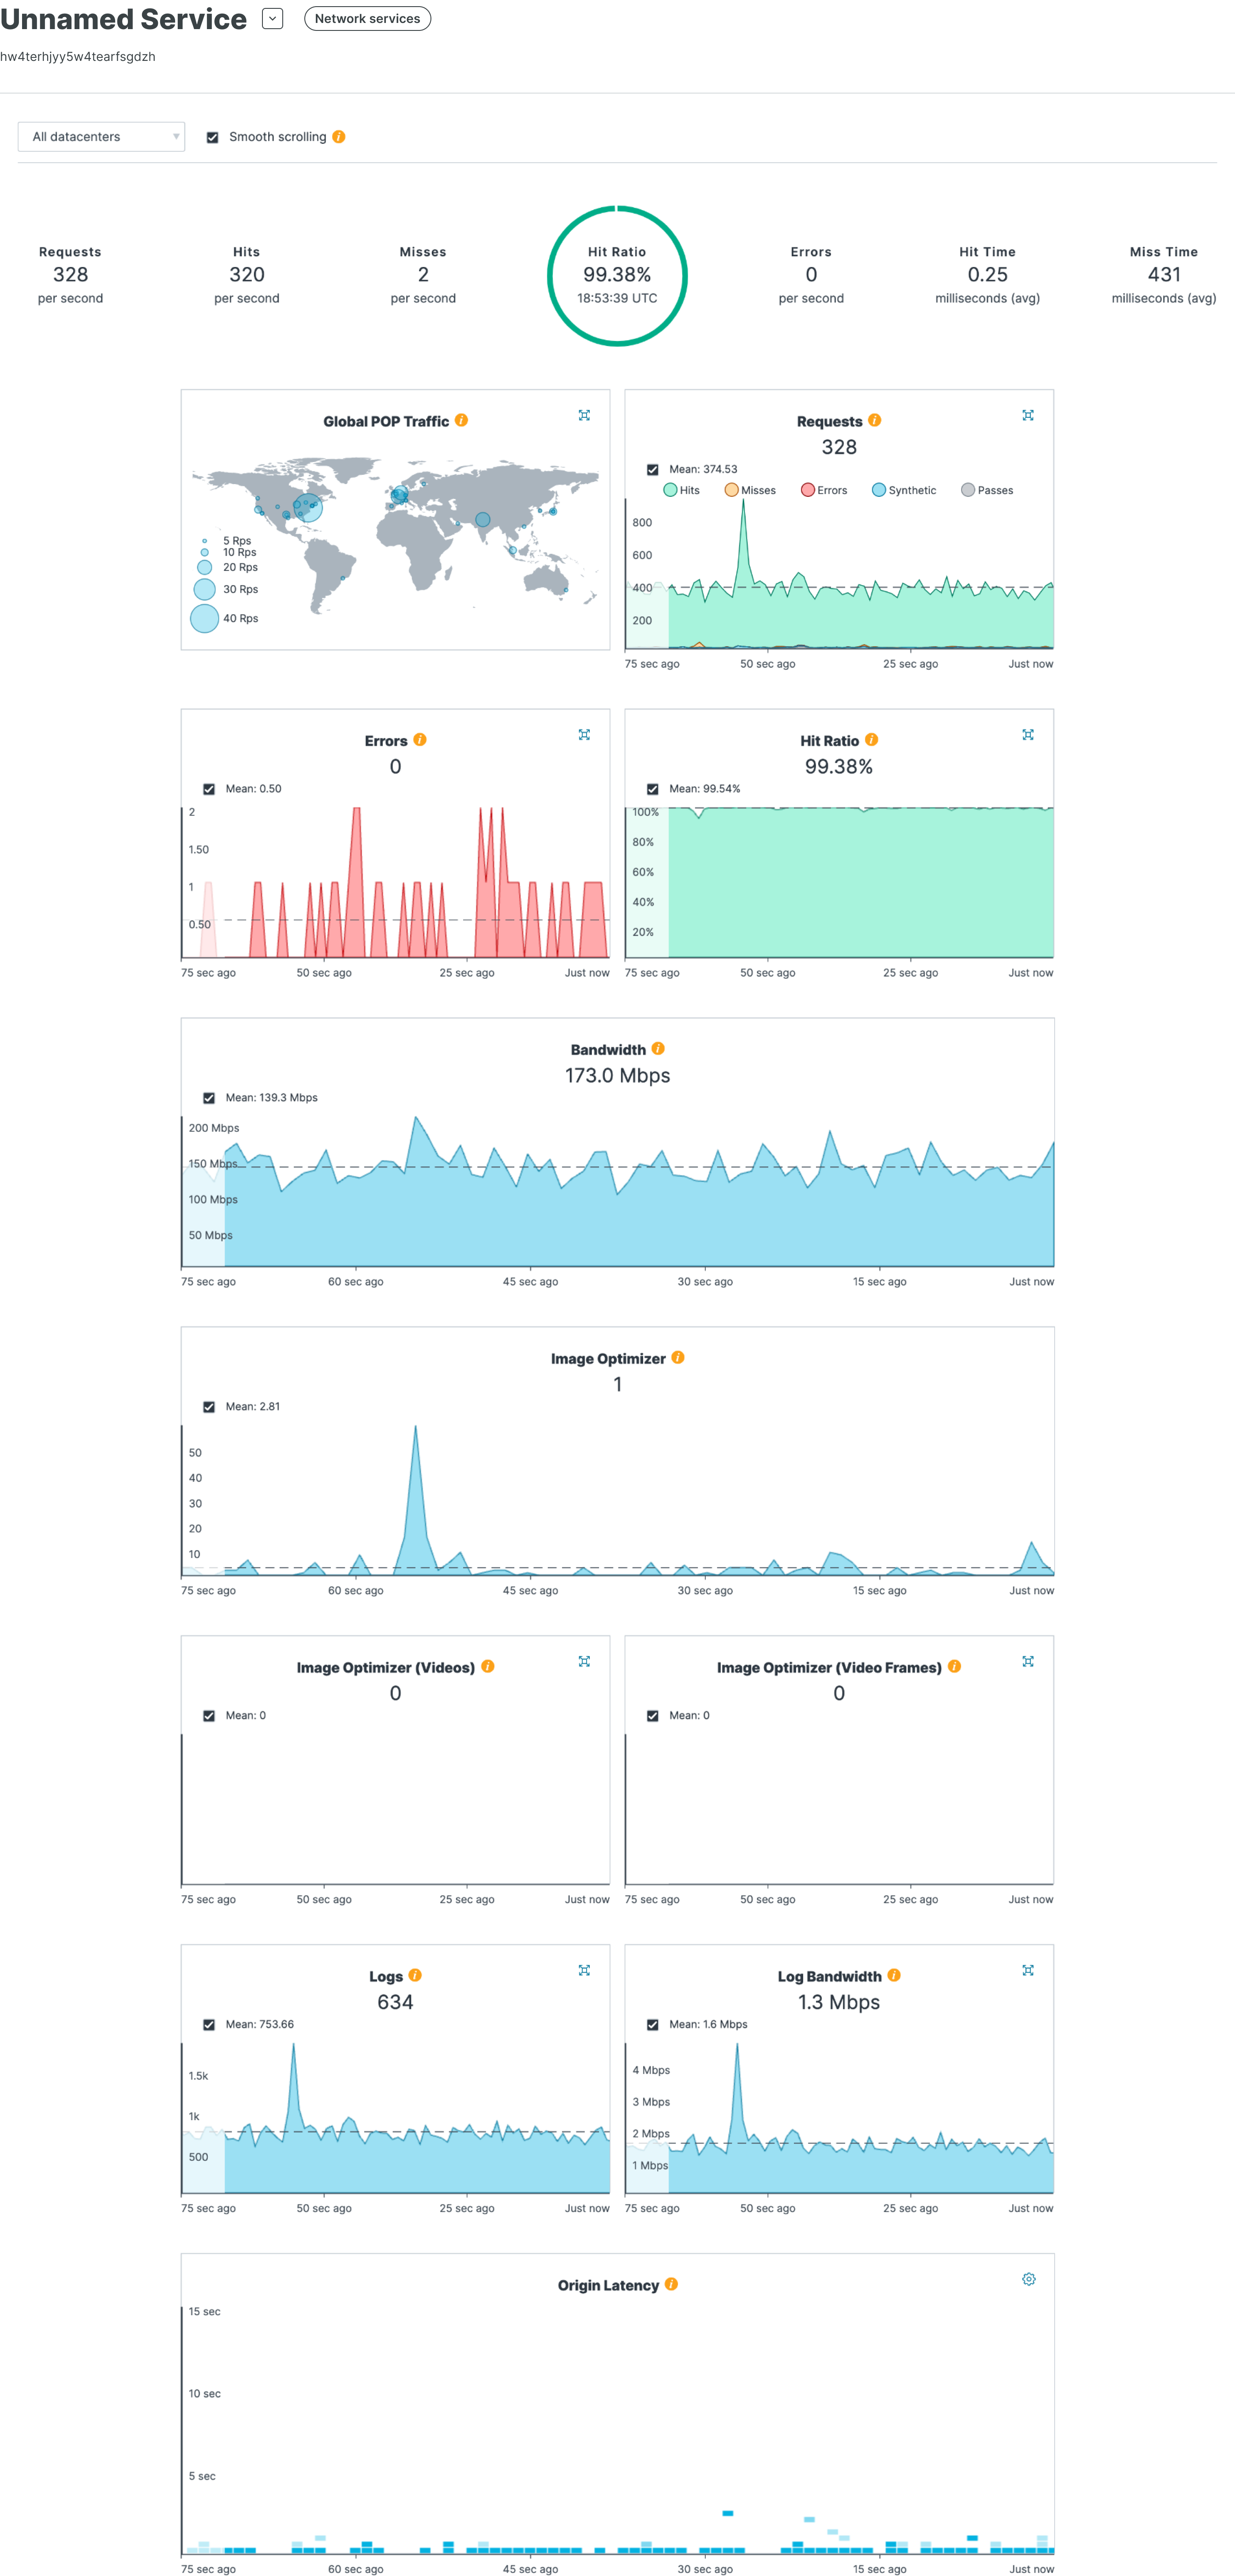 Unnamed Service
Network services
hw4terhjyy5w4tearfsgdzh
All datacenters
Smooth scrolling i
Requests Hits Misses Hit Ratio Errors Hit Time Miss Time
328 320 2 99.38% 0 0.25 431
per second per second per second 18:53:39 UTC per second milliseconds (avg) milliseconds (avg)
Global POP Traffic i
5 Rps
10 Rps
20 Rps
30 Rps
40 Rps
Requests i
328
Mean: 374.53
Hits Misses Errors Synthetic Passes
800
600
400
200
75 sec ago 50 sec ago 25 sec ago Just now
Errors i
0
Mean: 0.50
2
1.50
1
0.50
75 sec ago 50 sec ago 25 sec ago Just now
Hit Ratio i
99.38%
Mean: 99.54%
100%
80%
60%
40%
20%
75 sec ago 50 sec ago 25 sec ago Just now
Bandwidth i
173.0 Mbps
Mean: 139.3 Mbps
200 Mbps
150 Mbps
100 Mbps
50 Mbps
75 sec ago 60 sec ago 45 sec ago 30 sec ago 15 sec ago Just now
Image Optimizer i
1
Mean: 2.81
50
40
30
20
10
75 sec ago 60 sec ago 45 sec ago 30 sec ago 15 sec ago Just now
Image Optimizer (Videos) i
0
Mean: 0
75 sec ago 50 sec ago 25 sec ago Just now
Image Optimizer (Video Frames) i
0
Mean: 0
75 sec ago 50 sec ago 25 sec ago Just now
Logs i
634
Mean: 753.66
1.5k
1k
500
75 sec ago 50 sec ago 25 sec ago Just now
Log Bandwidth i
1.3 Mbps
Mean: 1.6 Mbps
4 Mbps
3 Mbps
2 Mbps
1 Mbps
75 sec ago 50 sec ago 25 sec ago Just now
Origin Latency i
15 sec
10 sec
5 sec
75 sec ago 60 sec ago 45 sec ago 30 sec ago 15 sec ago Just now